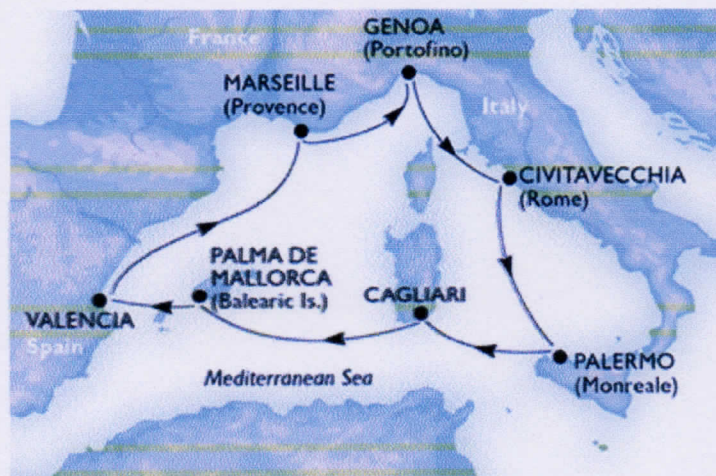 GENOA
(Portofino)
France
MARSEILLE
(Provence)
Italy
CIVITAVECCHIA
(Rome)
PALMA DE
MALLORCA
(Balearic Is.)
CAGLIARI
VALENCIA
Spain
PALERMO
(Monreale)
Mediterranean Sea